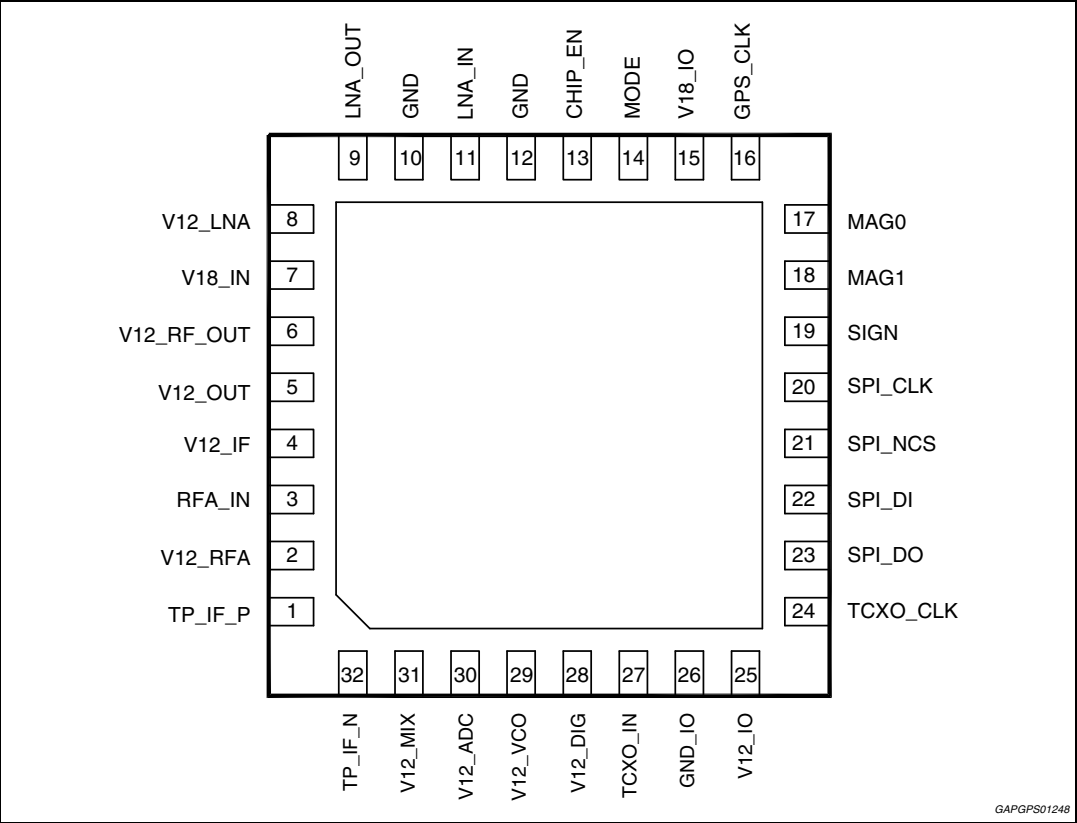 LNA_OUT
GND
LNA_IN
GND
CHIP_EN
MODE
V18_IO
GPS_CLK
9
10
11
12
13
14
15
16
V12_LNA 8
V18_IN 7
V12_RF_OUT 6
V12_OUT 5
V12_IF 4
RFA_IN 3
V12_RFA 2
TP_IF_P 1
17 MAG0
18 MAG1
19 SIGN
20 SPI_CLK
21 SPI_NCS
22 SPI_DI
23 SPI_DO
24 TCXO_CLK
32
31
30
29
28
27
26
25
TP_IF_N
V12_MIX
V12_ADC
V12_VCO
V12_DIG
TCXO_IN
GND_IO
V12_IO
GAPGPS01248